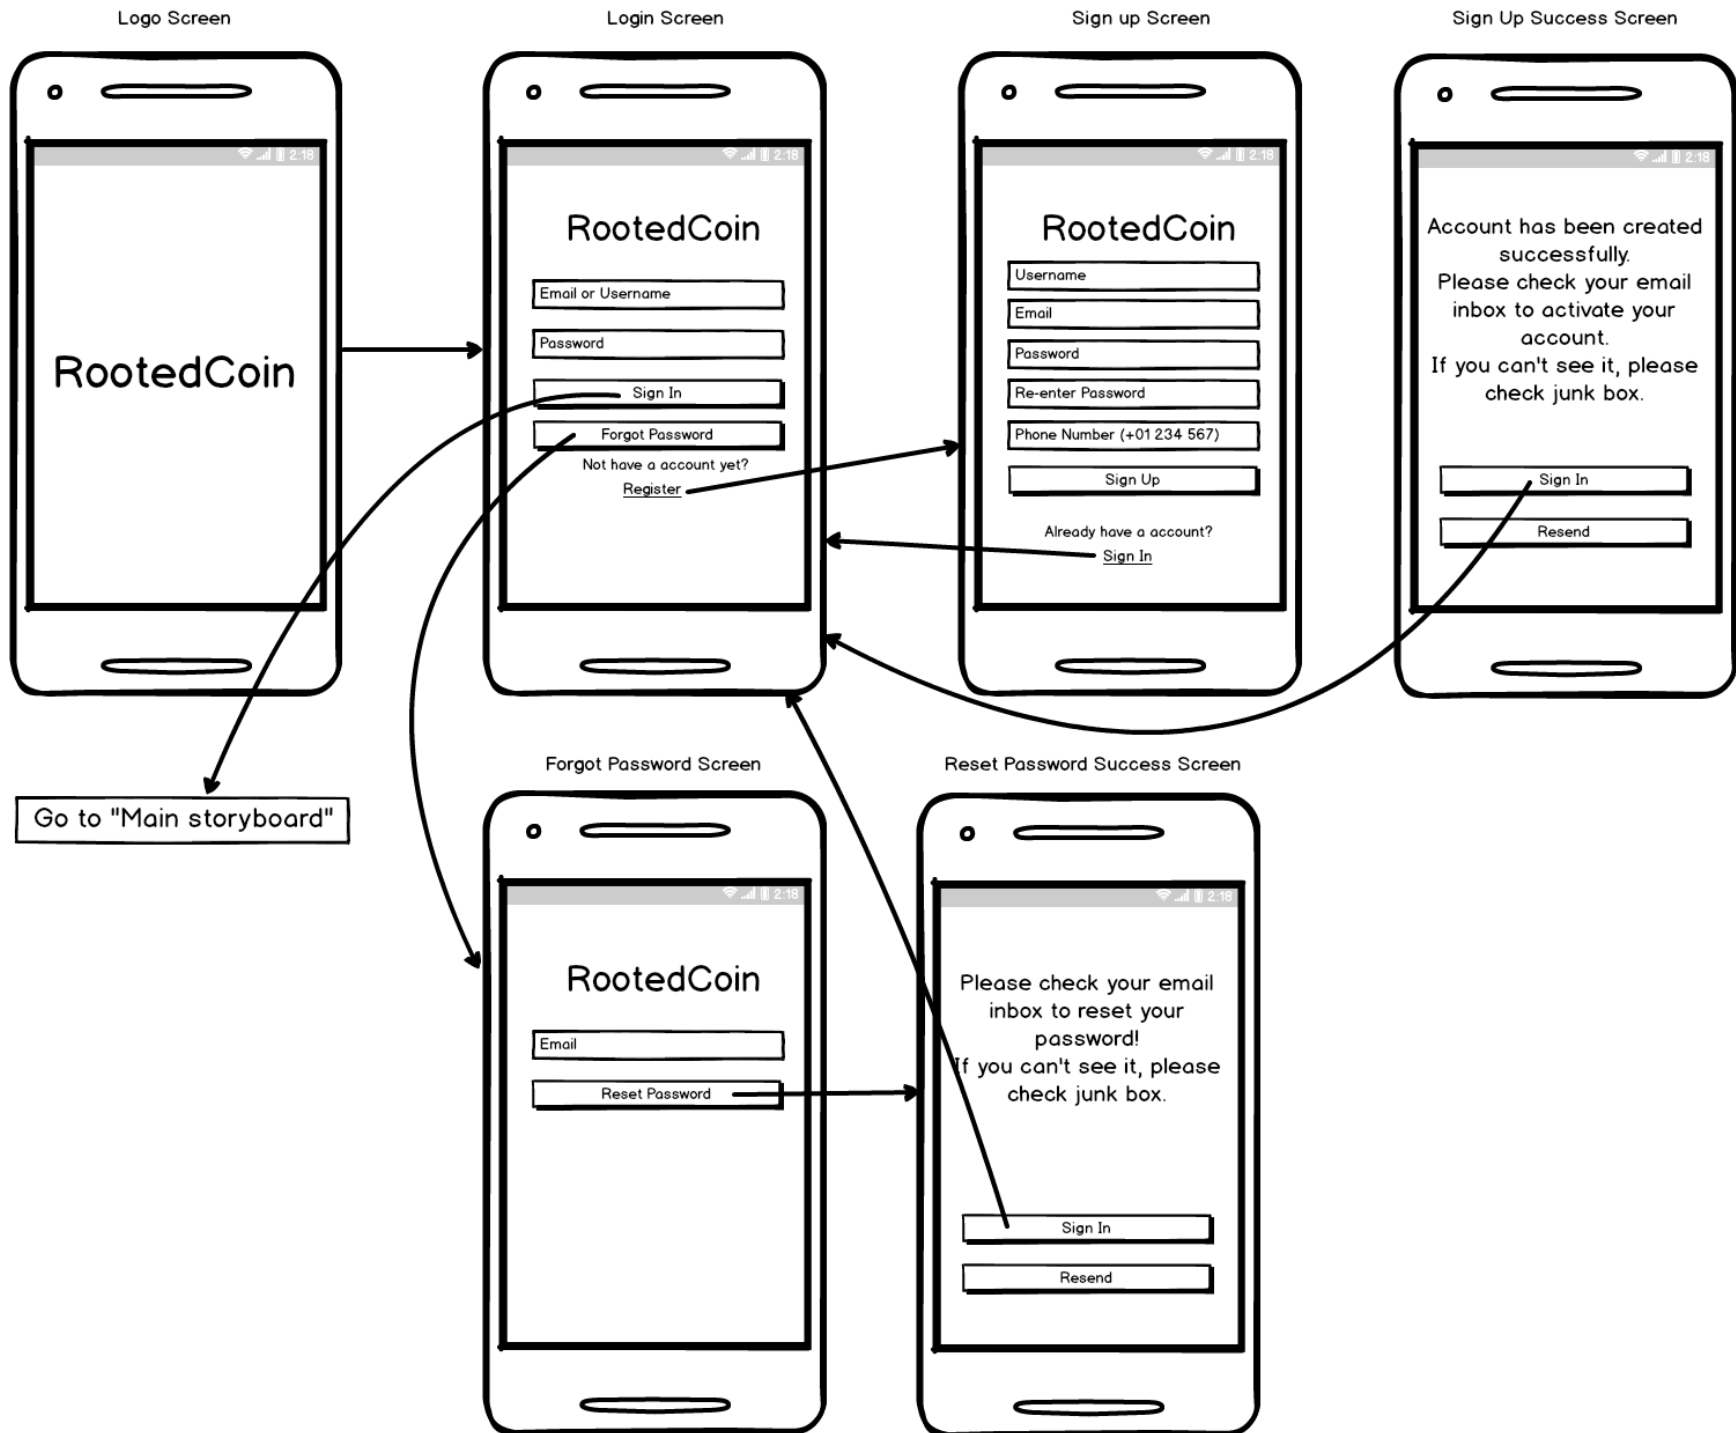 Logo Screen
Login Screen
Sign up Screen
Sign Up Success Screen
2:18
RootedCoin
2:18
RootedCoin
Email or Username
Password
Sign In
Forgot Password
Not have a account yet?
Register
2:18
RootedCoin
Username
Email
Password
Re-enter Password
Phone Number (+01 234 567)
Sign Up
Already have a account?
Sign In
2:18
Account has been created
successfully.
Please check your email
inbox to activate your
account.
If you can't see it, please
check junk box.
Sign In
Resend
Go to "Main storyboard"
Forgot Password Screen
2:18
RootedCoin
Email
Reset Password
Reset Password Success Screen
2:18
Please check your email
inbox to reset your
password!
If you can't see it, please
check junk box.
Sign In
Resend